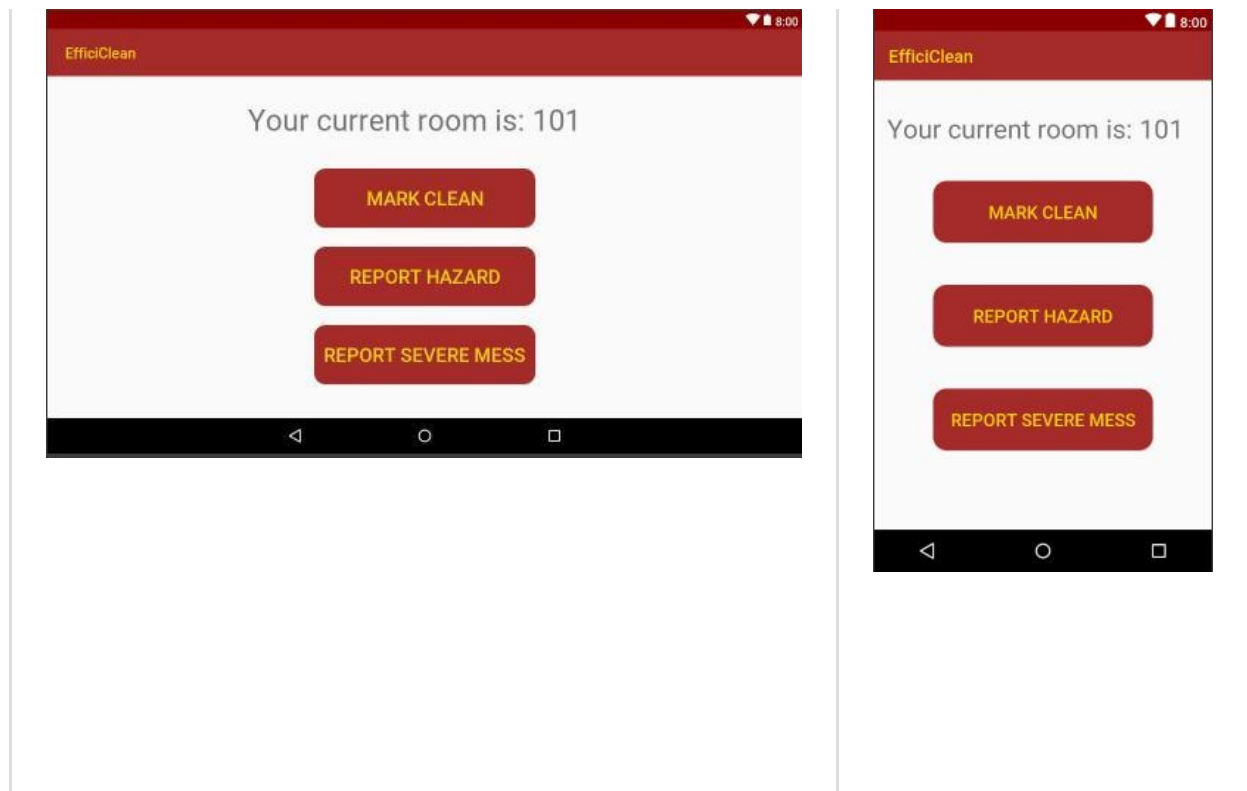 8:00
EfficiClean
Your current room is: 101
MARK CLEAN
REPORT HAZARD
REPORT SEVERE MESS
8:00
EfficiClean
Your current room is: 101
MARK CLEAN
REPORT HAZARD
REPORT SEVERE MESS